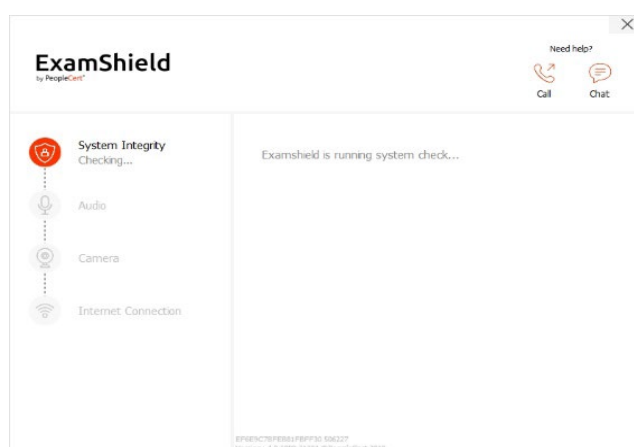 Need help?
ExamShield
by PeopleCert
Call
Chat
System Integrity
Checking...
Audio
Camera
Internet Connection
Examshield is running system check...